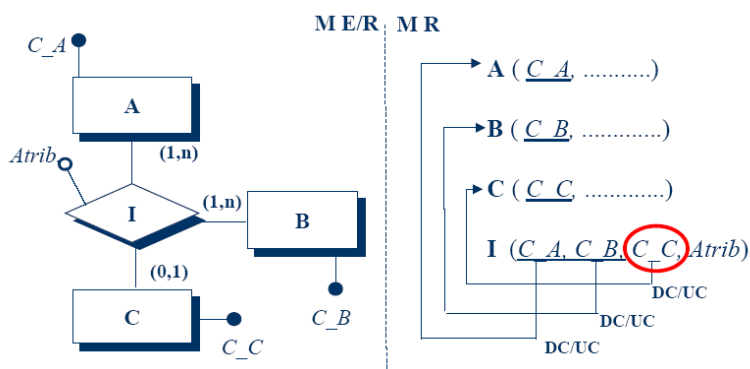 M E/R
M R
C_A
A
Atrib.
(1,n)
I
(1,n)
B
(0,1)
C
C_C
C_B
A ( C_A, ...........)
B ( C_B, .............)
C ( C_C, .............)
I (C_A, C_B, C_C, Atrib)
DC/UC
DC/UC
DC/UC